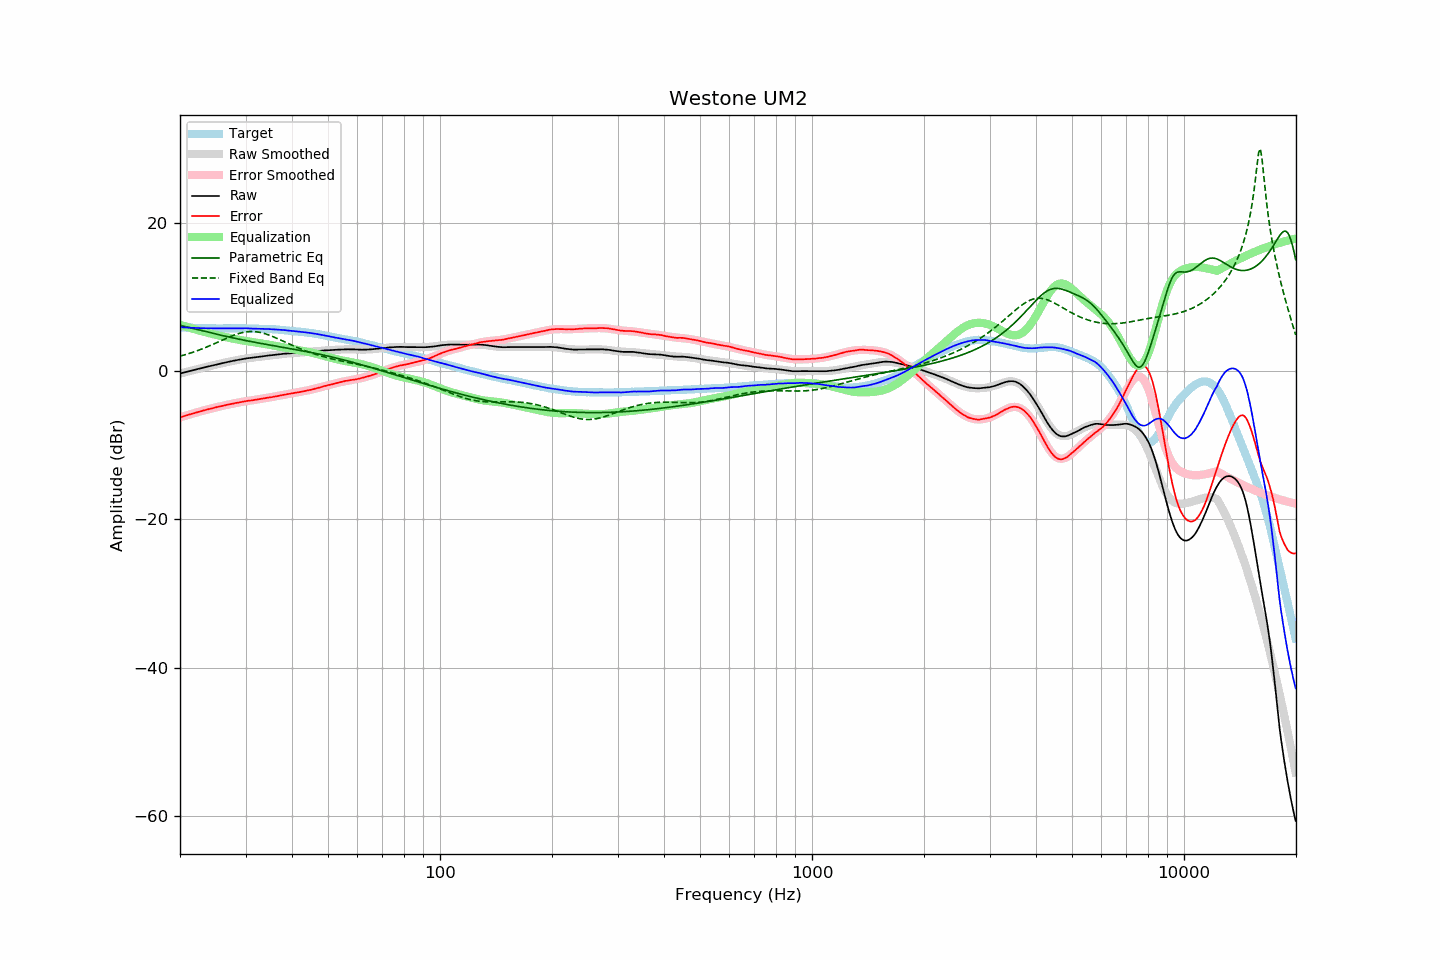 Westone UM2
Target
Raw Smoothed
Error Smoothed
Raw
Error
Equalization
Parametric Eq
Fixed Band Eq
Equalized
20
0
−20
−40
−60
Amplitude (dBr)
100
1000
10000
Frequency (Hz)